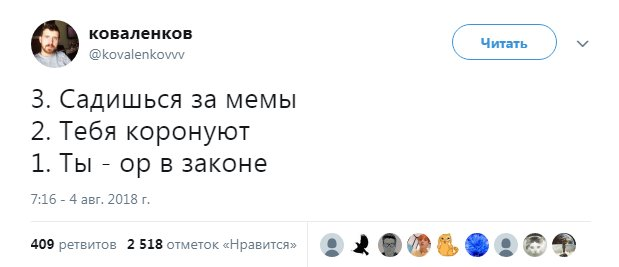 коваленков
@kovalenkovvv
Читать
3. Садишься за мемы
2. Тебя коронуют
1. Ты - ор в законе
7:16 - 4 авг. 2018 г.
409 ретвитов 2 518 отметок «Нравится»